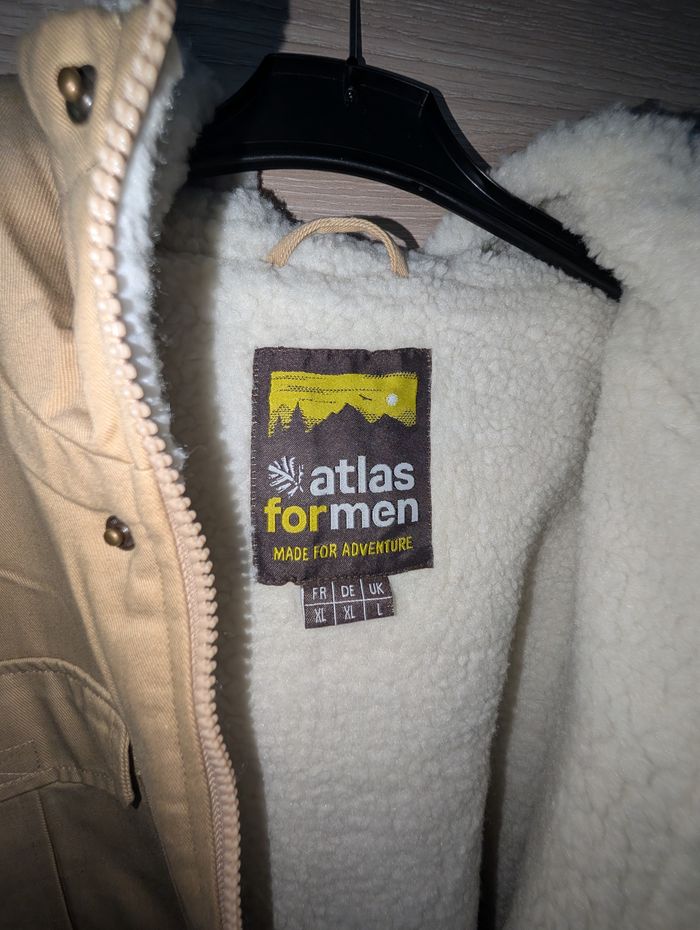 atlas
formen
MADE FOR ADVENTURE
FR DE UK
XL XL L